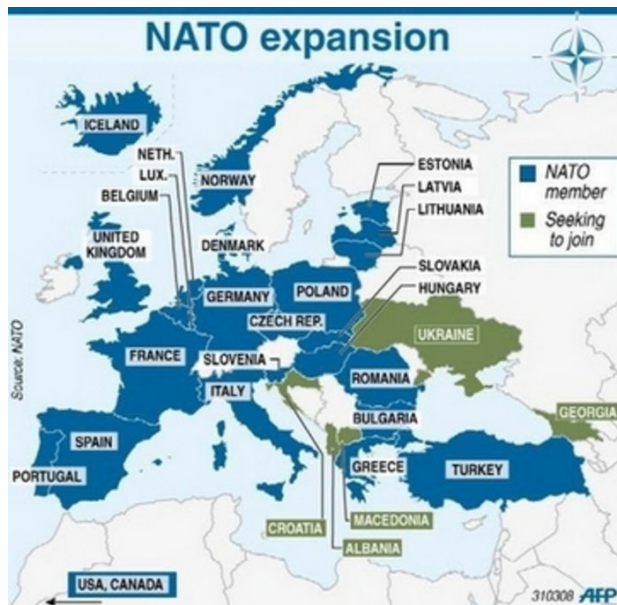 NATO expansion
ICELAND
NETH.
LUX.
BELGIUM
NORWAY
ESTONIA
LATVIA
LITHUANIA
NATO
member
Seeking
to join
UNITED
KINGDOM
DENMARK
SLOVAKIA
HUNGARY
GERMANY
POLAND
CZECH REP.
UKRAINE
FRANCE
SLOVENIA
ROMANIA
ITALY
BULGARIA
GEORGIA
SPAIN
PORTUGAL
GREECE
TURKEY
CROATIA
MACEDONIA
ALBANIA
USA, CANADA
Source: NATO
310308 AFP